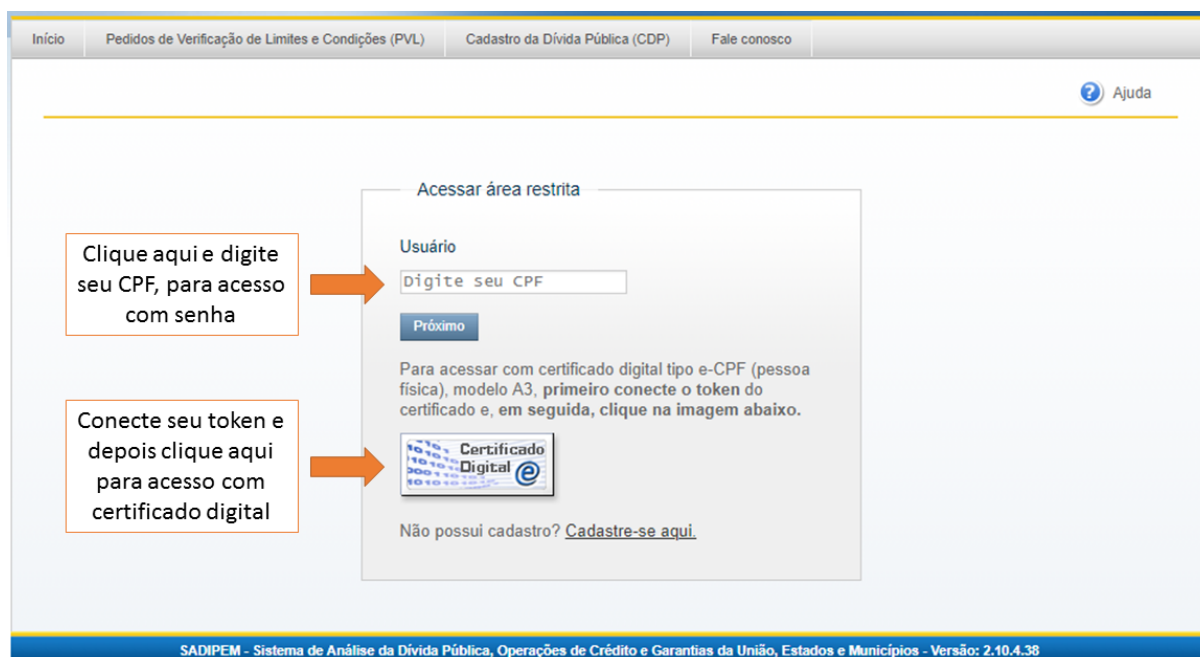 Início
Pedidos de Verificação de Limites e Condições (PVL)
Cadastro da Dívida Pública (CDP)
Fale conosco
Ajuda
Acessar área restrita
Clique aqui e digite
seu CPF, para acesso
com senha
Usuário
Digite seu CPF
Próximo
Para acessar com certificado digital tipo e-CPF (pessoa
física), modelo A3, primeiro conecte o token do
certificado e, em seguida, clique na imagem abaixo.
Conecte seu token e
depois clique aqui
para acesso com
certificado digital
Certificado
Digital e
Não possui cadastro? Cadastre-se aqui.
SADIPEM - Sistema de Análise da Dívida Pública, Operações de Crédito e Garantias da União, Estados e Municípios - Versão: 2.10.4.38